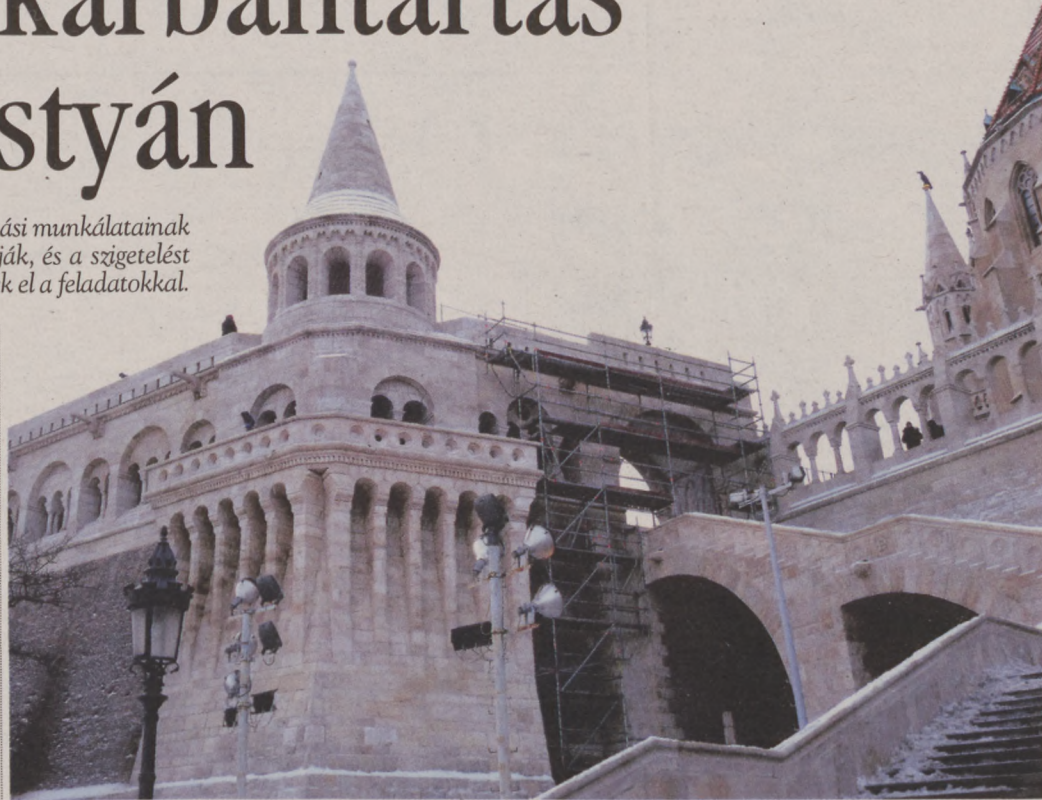 karbantartás
styán
ási munkálatainak
ják, és a szigetelést
k el a feladatokkal.